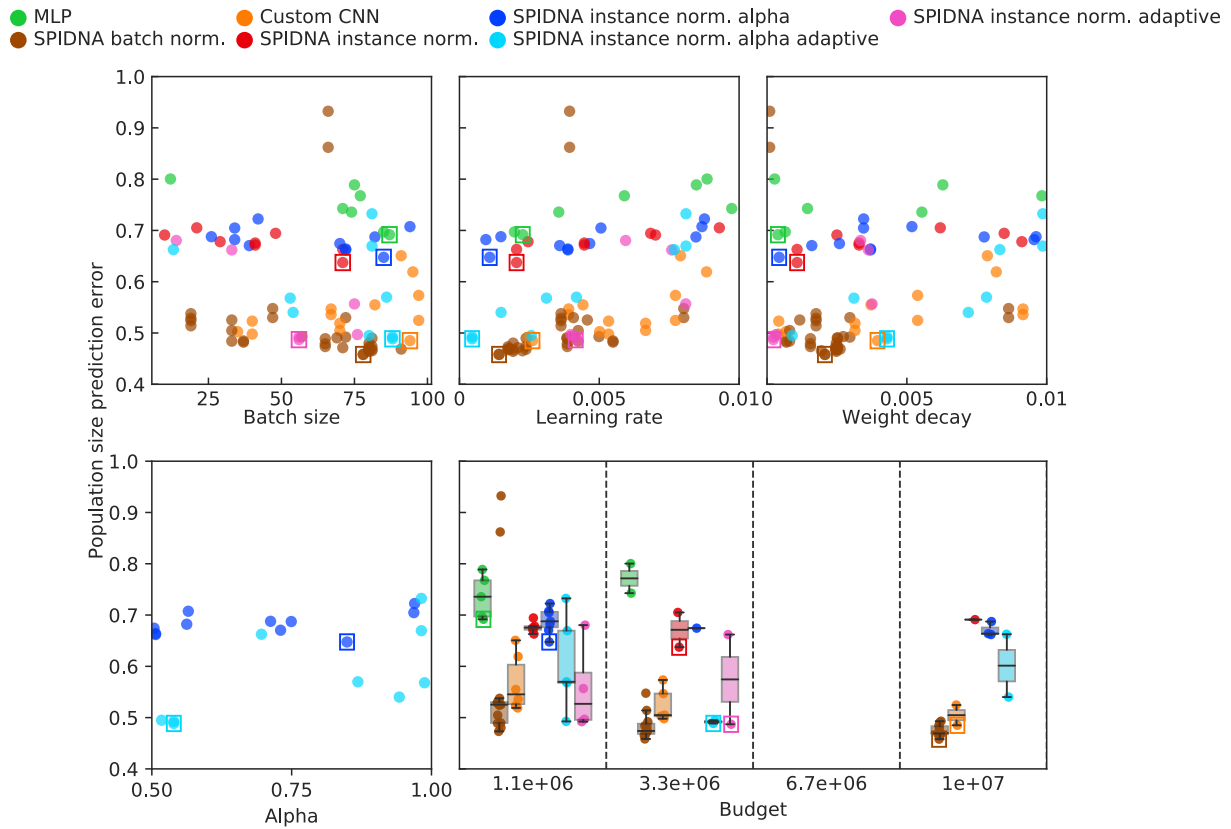 MLP Custom CNN SPIDNA instance norm. alpha SPIDNA instance norm. adaptive
SPIDNA batch norm. SPIDNA instance norm. SPIDNA instance norm. alpha adaptive
Population size prediction error
1.0
0.9
0.8
0.7
0.6
0.5
0.4
25 50 75 100
Batch size
0 0.005 0.010
Learning rate
0 0.005 0.01
Weight decay
1.0
0.9
0.8
0.7
0.6
0.5
0.4
0.50 0.75 1.00
Alpha
1.1e+06 3.3e+06 6.7e+06 1e+07
Budget